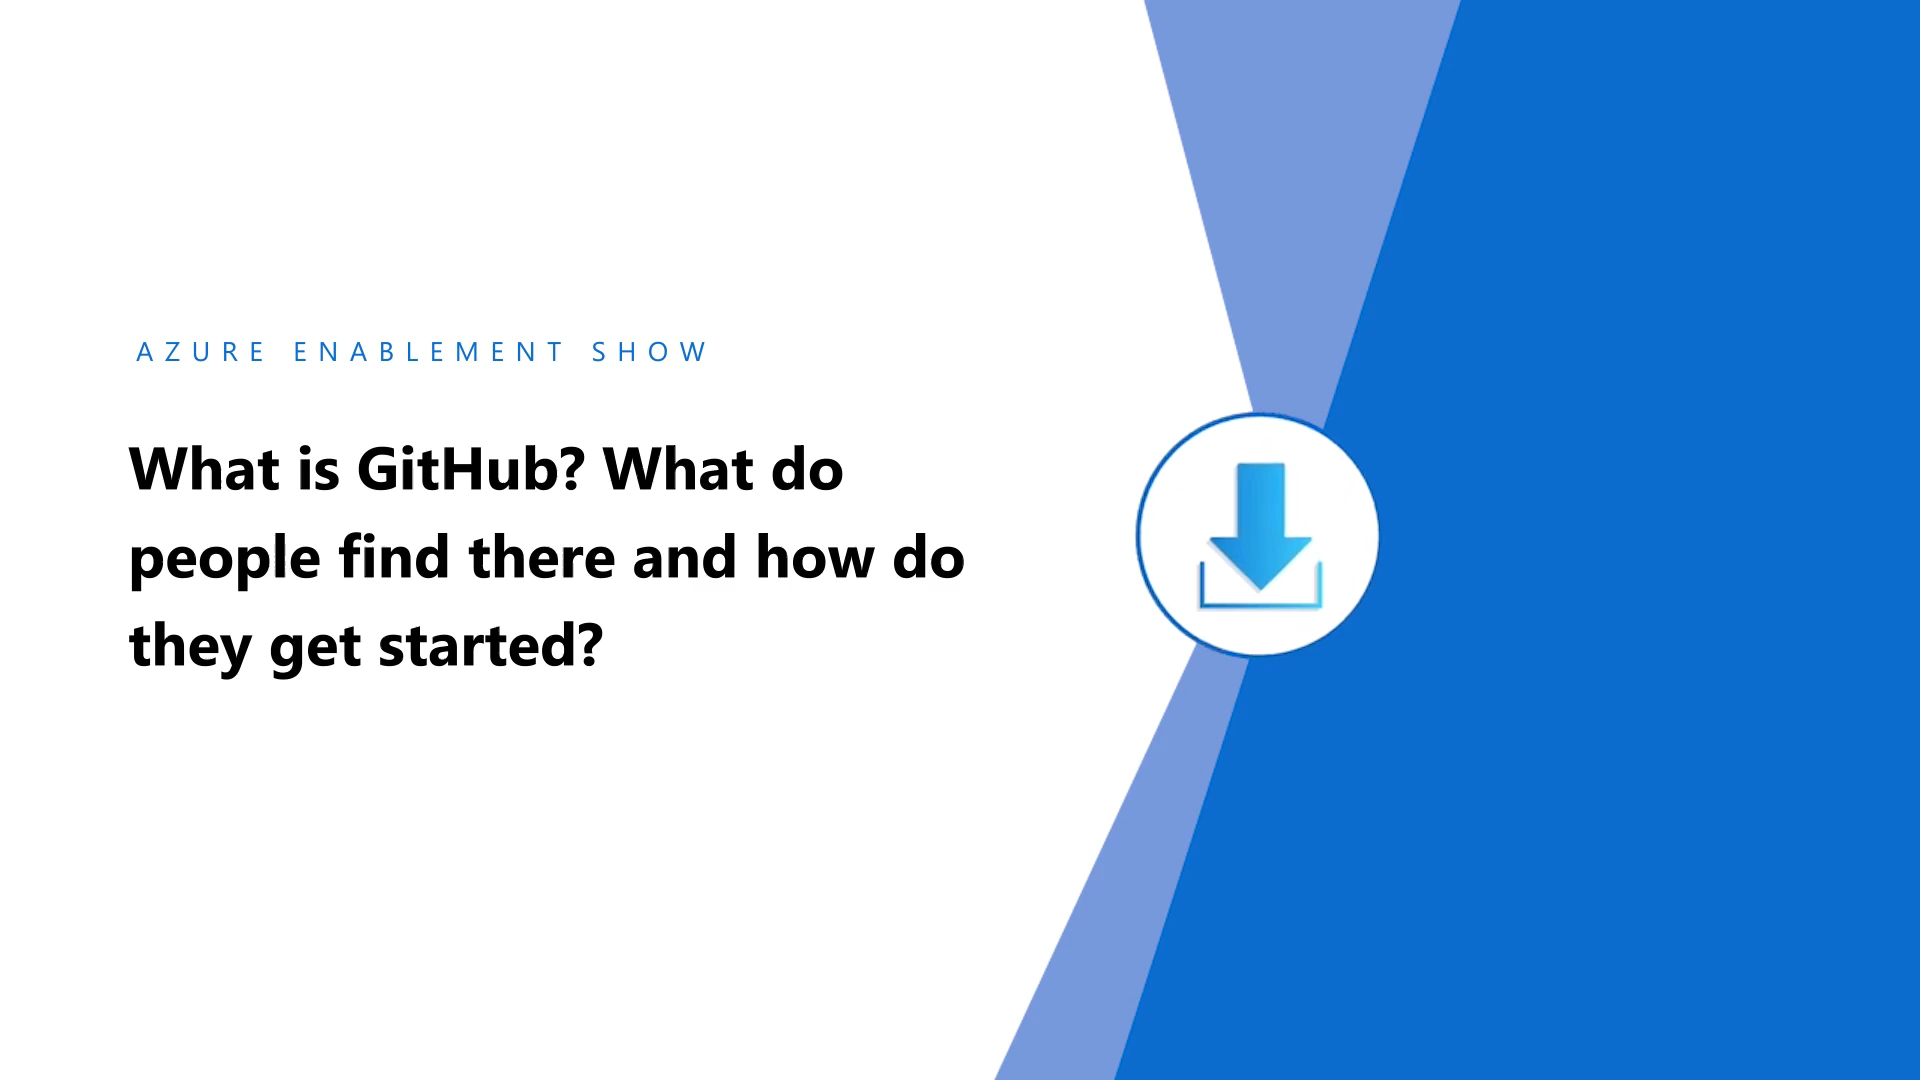 AZURE ENABLEMENT SHOW
What is GitHub? What do
people find there and how do
they get started?